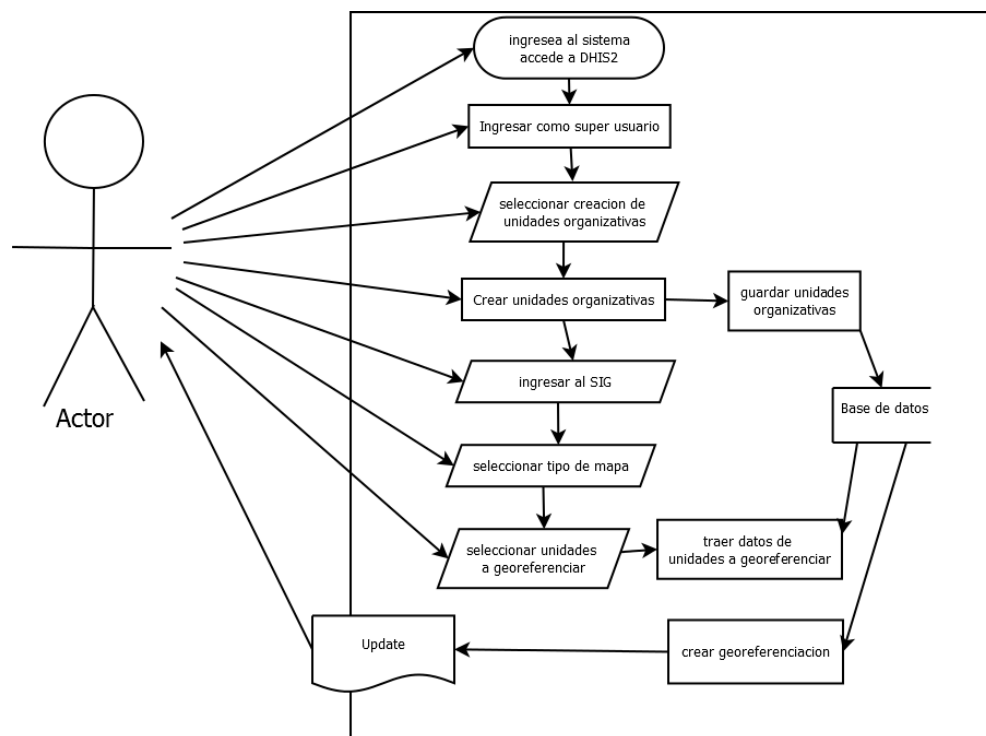 ingresea al sistema
accede a DHIS2
Ingresar como super usuario
seleccionar creacion de
unidades organizativas
Crear unidades organizativas
guardar unidades
organizativas
ingresar al SIG
Base de datos
Actor
seleccionar tipo de mapa
seleccionar unidades
a georeferenciar
traer datos de
unidades a georeferenciar
Update
crear georeferenciacion